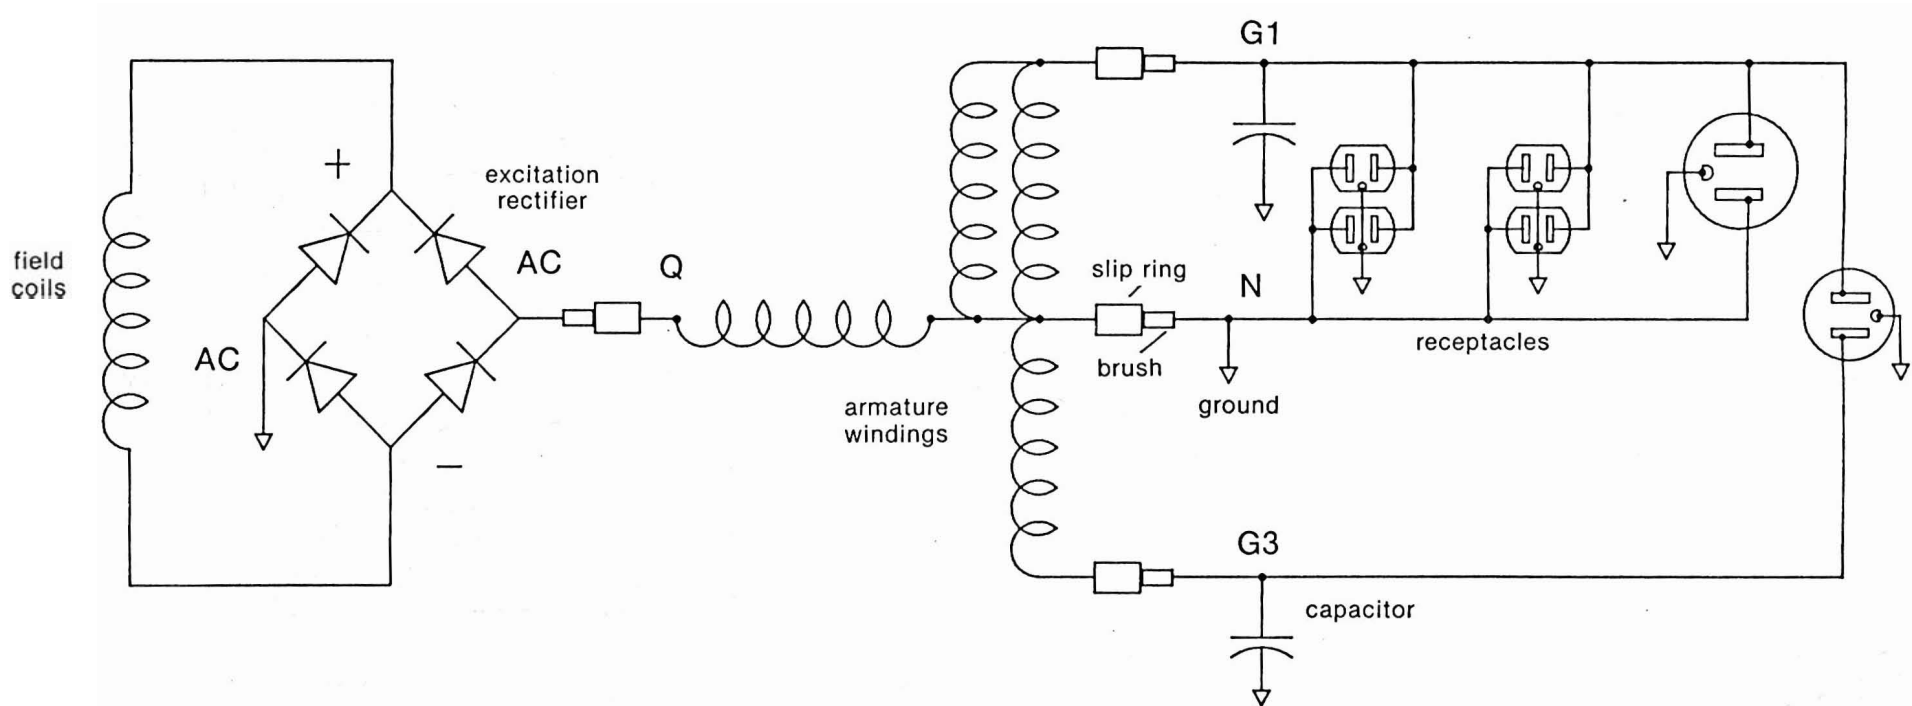 G1
+
excitation
rectifier
AC
Q
slip ring
N
field
coils
receptacles
AC
brush
ground
armature
windings
−
G3
capacitor